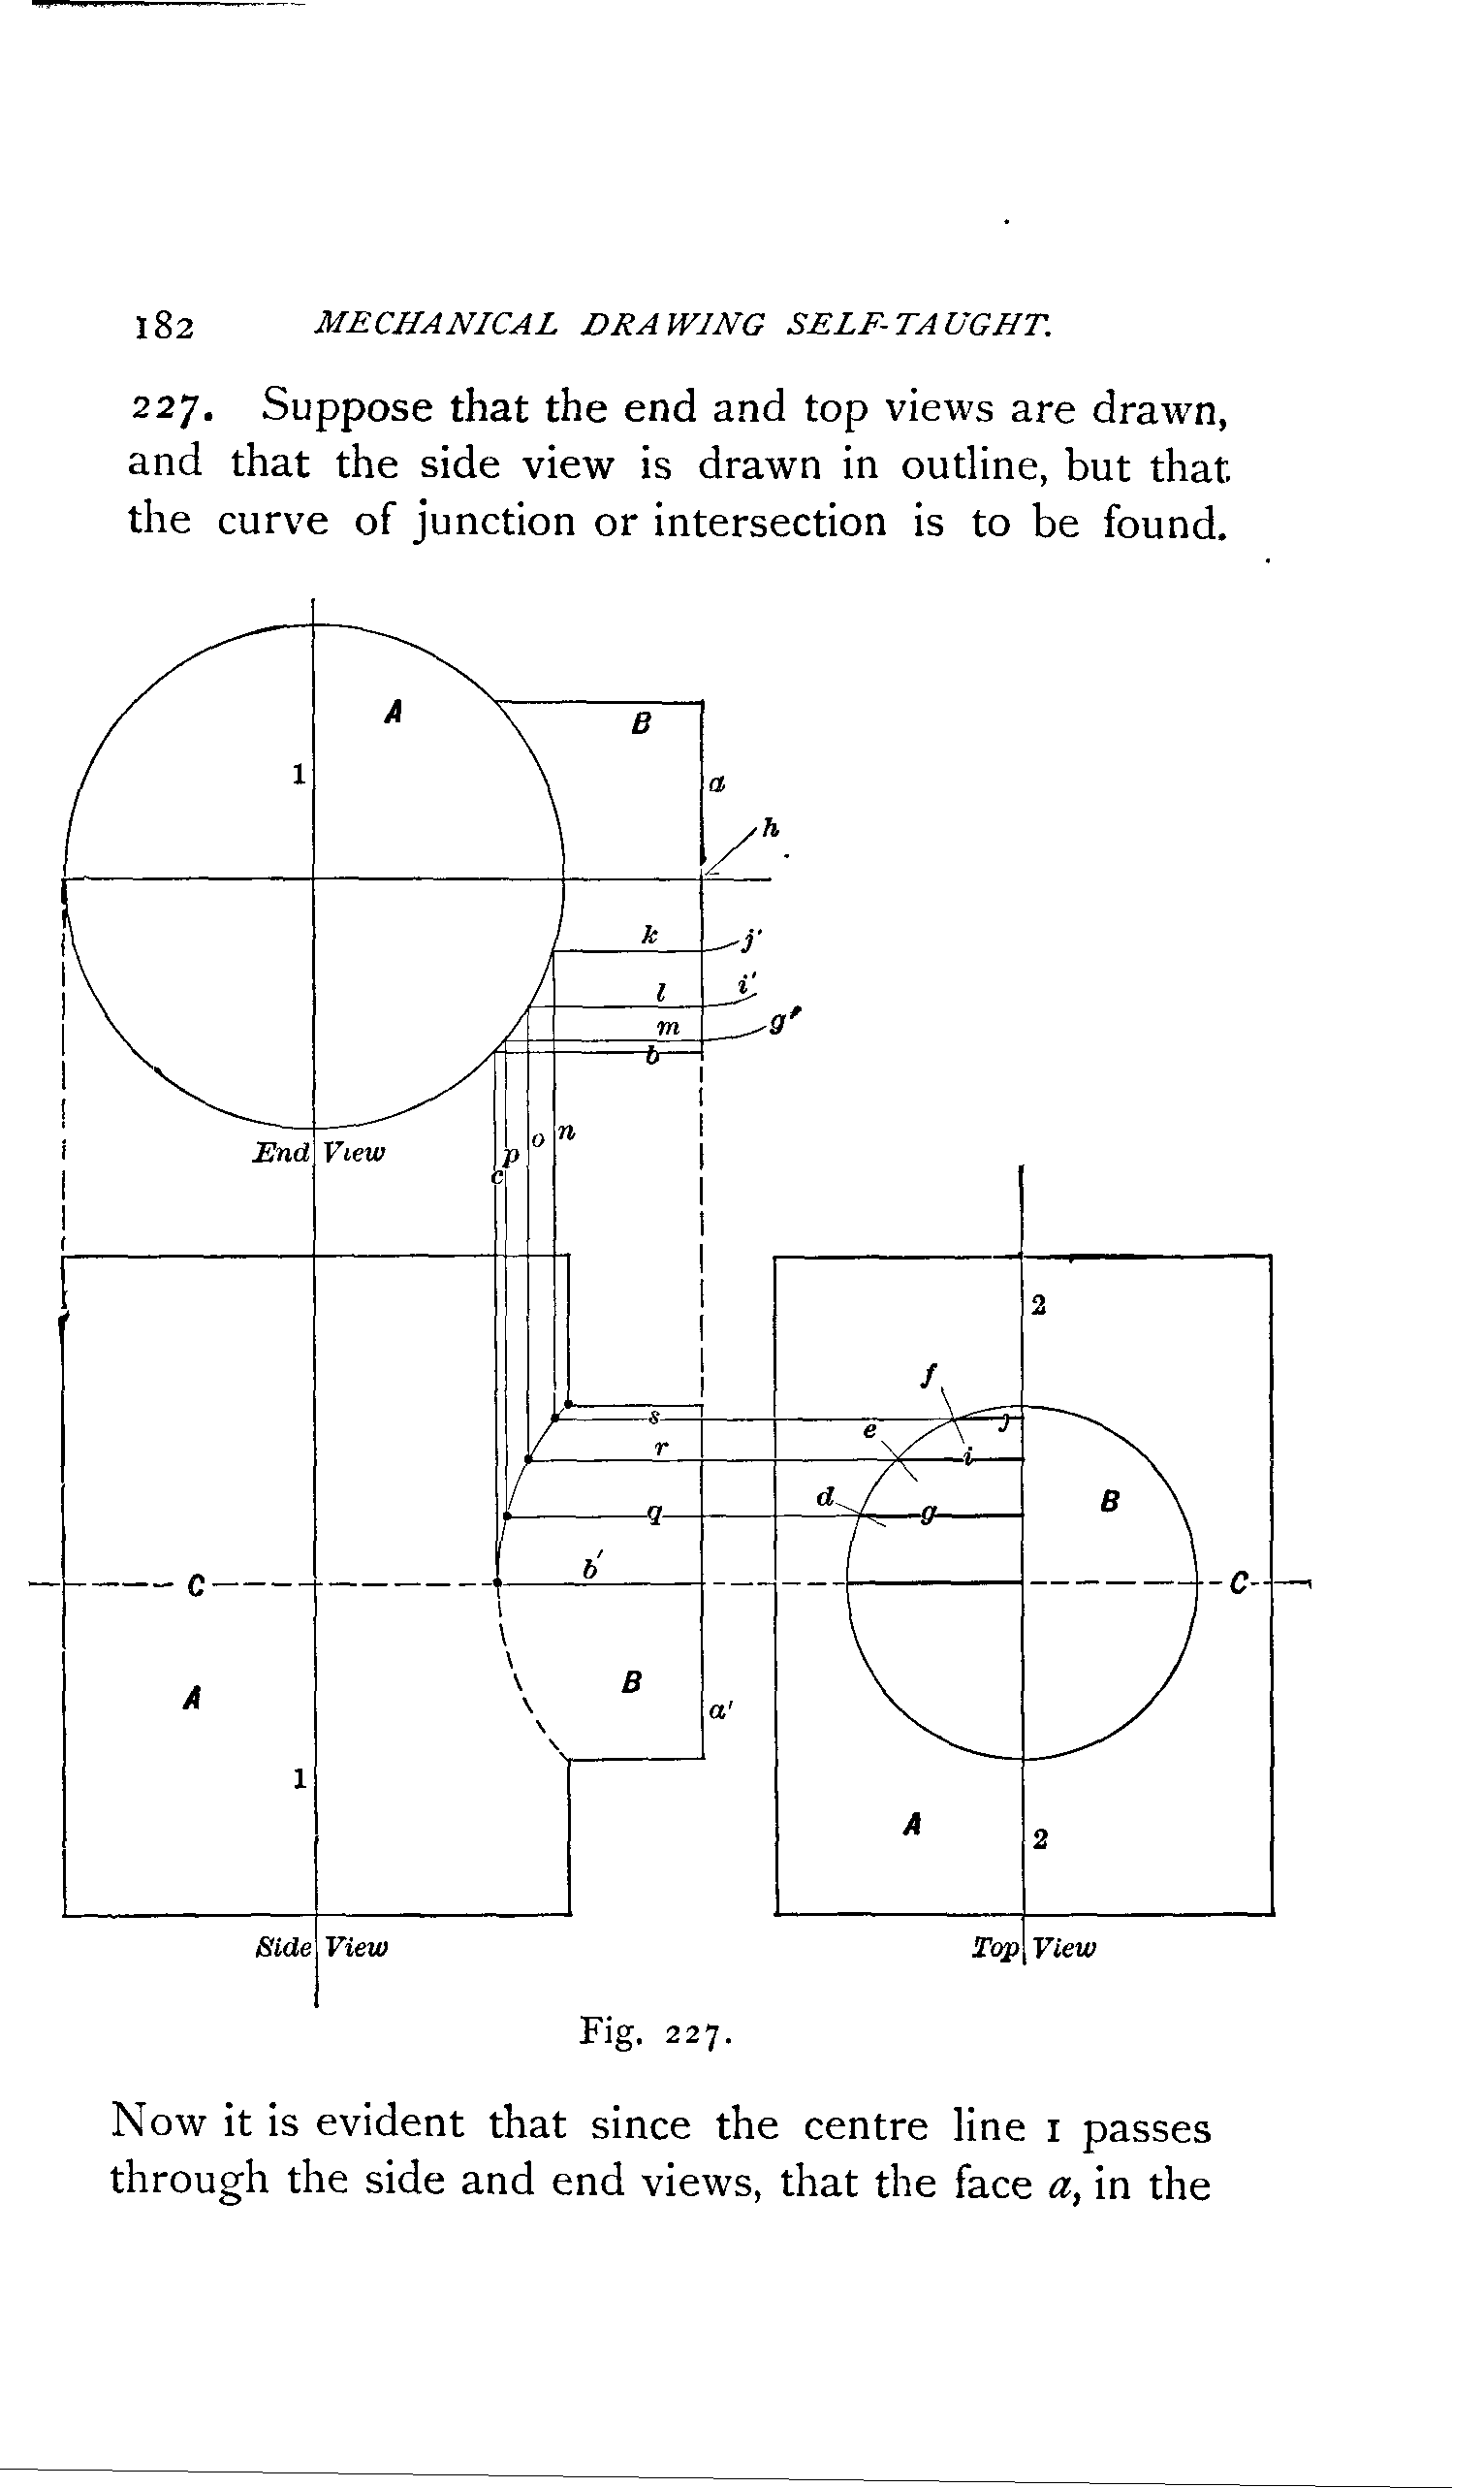 182 MECHANICAL DRAWING SELF-TAUGHT.
227. Suppose that the end and top views are drawn,
and that the side view is drawn in outline, but that
the curve of junction or intersection is to be found.
A
B
1
a
h
k
j'
l
i'
m
g'
b
n
o
p
c
End View
2
f
s
j
e
r
i
d
B
q
g
b'
C
C
B
A
a'
1
A
2
Side View
Top View
Fig. 227.
Now it is evident that since the centre line 1 passes
through the side and end views, that the face a, in the